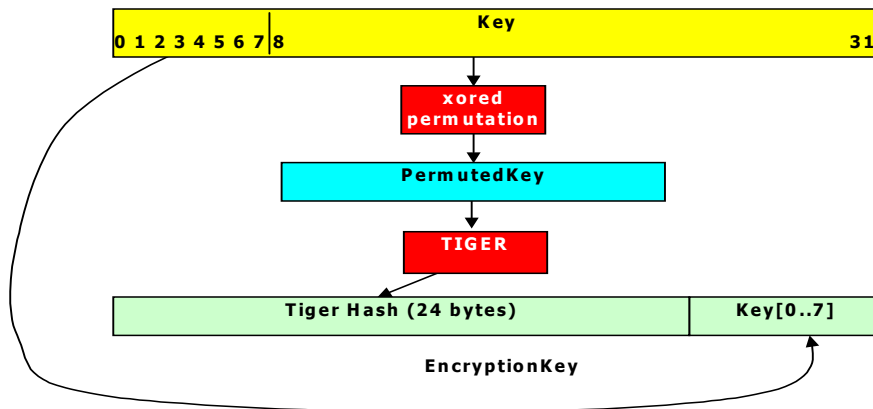 Key
0 1 2 3 4 5 6 7 8 31
xored
permutation
PermutedKey
TIGER
Tiger Hash (24 bytes) Key[0..7]
EncryptionKey